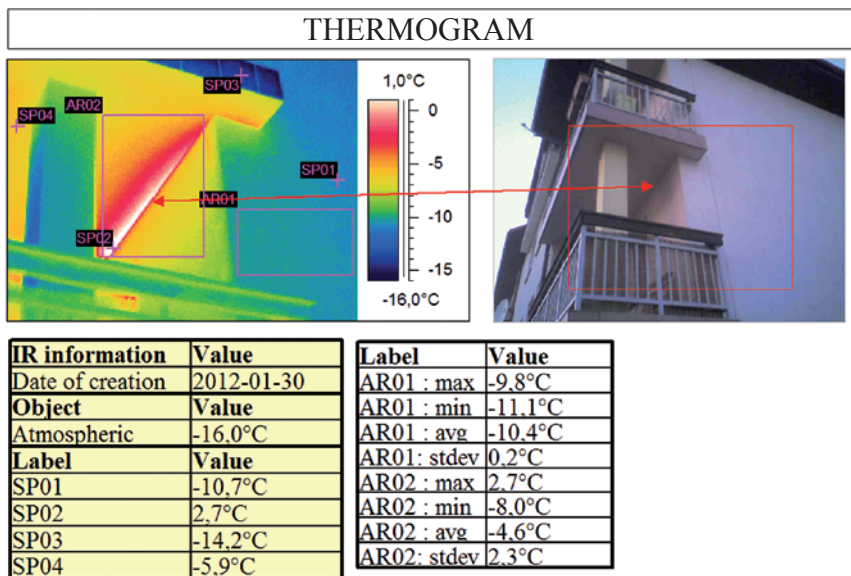 THERMOGRAM
SP03
AR02
SP04
SP01
AR01
SP02
1,0°C
0
-5
-10
-15
-16,0°C
IR information Value
Date of creation 2012-01-30
Object Value
Atmospheric -16,0°C
Label Value
SP01 -10,7°C
SP02 2,7°C
SP03 -14,2°C
SP04 -5,9°C
Label Value
AR01 : max -9,8°C
AR01 : min -11,1°C
AR01 : avg -10,4°C
AR01: stdev 0,2°C
AR02 : max 2,7°C
AR02 : min -8,0°C
AR02 : avg -4,6°C
AR02: stdev 2,3°C